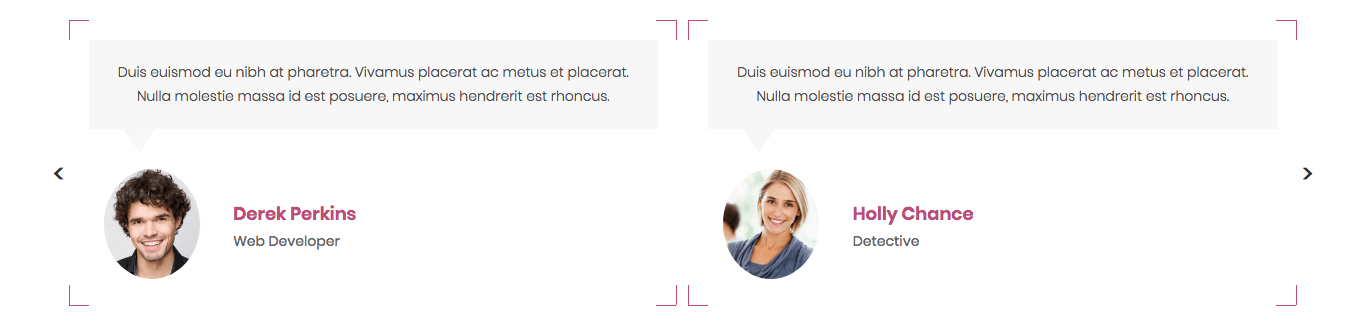 Duis euismod eu nibh at pharetra. Vivamus placerat ac metus et placerat.
Nulla molestie massa id est posuere, maximus hendrerit est rhoncus.
Derek Perkins
Web Developer
Duis euismod eu nibh at pharetra. Vivamus placerat ac metus et placerat.
Nulla molestie massa id est posuere, maximus hendrerit est rhoncus.
Holly Chance
Detective